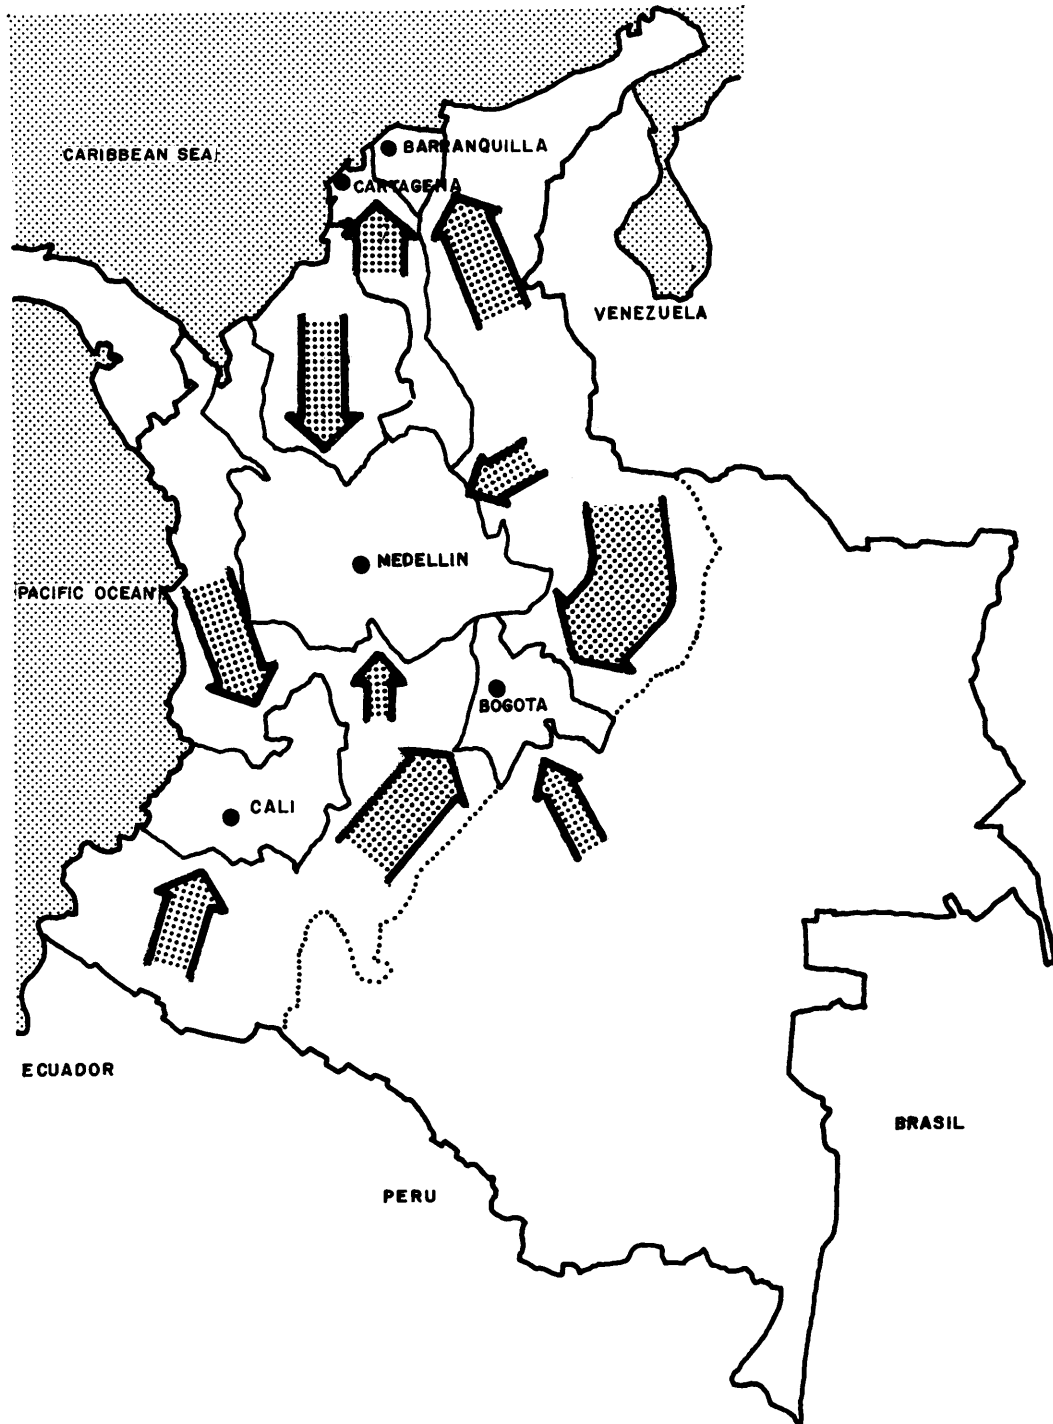 CARIBBEAN SEA
BARRANQUILLA
CARTAGENA
VENEZUELA
MEDELLIN
PACIFIC OCEAN
BOGOTA
CALI
ECUADOR
BRASIL
PERU